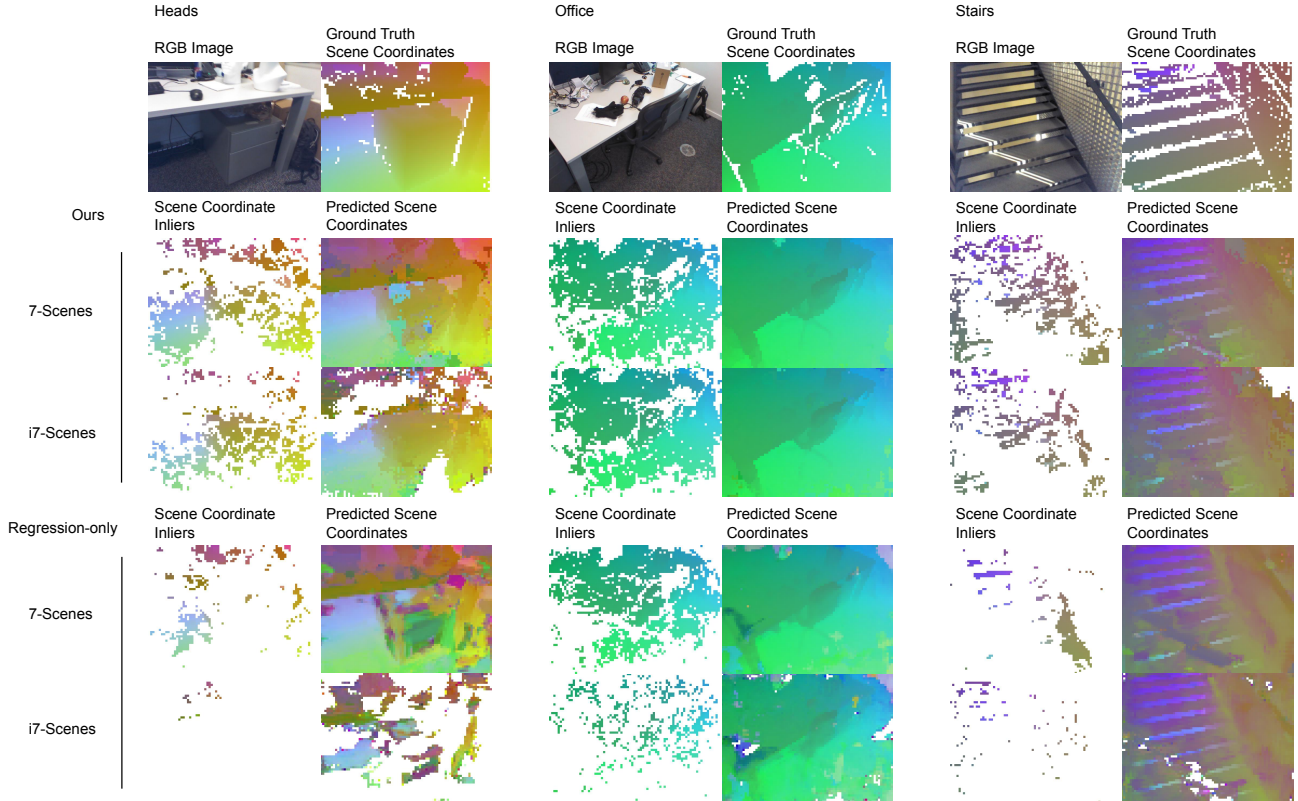 Heads
Office
Stairs
RGB Image
Ground Truth
Scene Coordinates
RGB Image
Ground Truth
Scene Coordinates
RGB Image
Ground Truth
Scene Coordinates
Ours
Scene Coordinate
Inliers
Predicted Scene
Coordinates
Scene Coordinate
Inliers
Predicted Scene
Coordinates
Scene Coordinate
Inliers
Predicted Scene
Coordinates
7-Scenes
i7-Scenes
Regression-only
Scene Coordinate
Inliers
Predicted Scene
Coordinates
Scene Coordinate
Inliers
Predicted Scene
Coordinates
Scene Coordinate
Inliers
Predicted Scene
Coordinates
7-Scenes
i7-Scenes